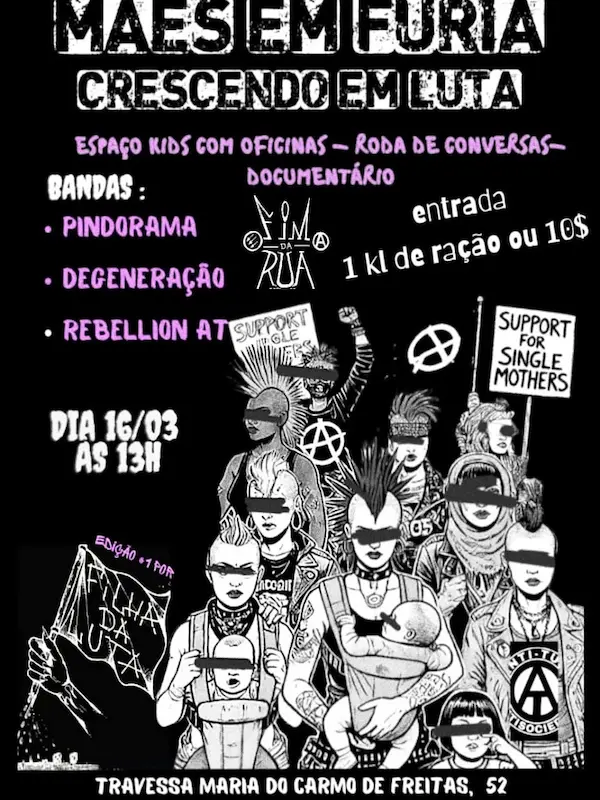 MÃES EM FÚRIA
CRESCENDO EM LUTA
ESPAÇO KIDS COM OFICINAS – RODA DE CONVERSAS–
DOCUMENTÁRIO
BANDAS :
• PINDORAMA
• DEGENERAÇÃO
• REBELLION AT
FIM
DA
RUA
entrada
1 kl de ração ou 10$
SUPPORT
SUPPORT
FOR
SINGLE
MOTHERS
DIA 16/03
AS 13H
EDIÇÃO #1 POR
FILHA
DA
LUTA
TRAVESSA MARIA DO CARMO DE FREITAS, 52